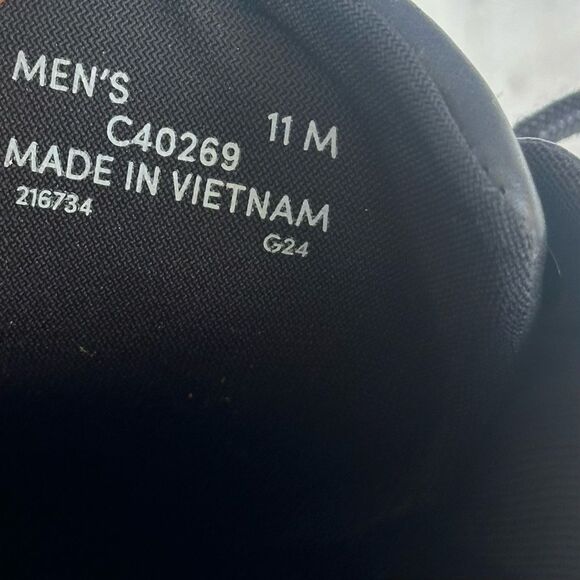 MEN'S
C40269 11 M
MADE IN VIETNAM
216734
G24